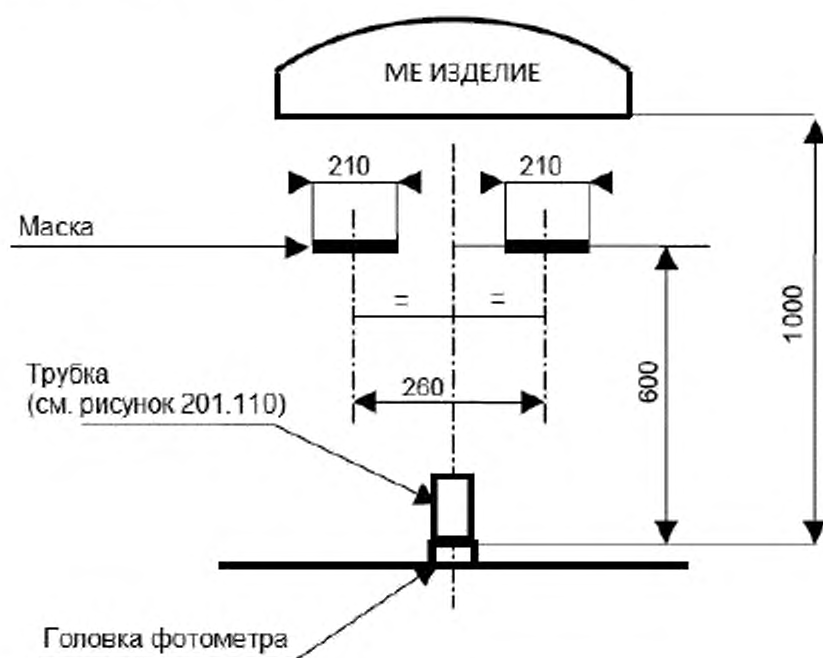 МЕ ИЗДЕЛИЕ
210
210
Маска
= =
1000
600
Трубка
(см. рисунок 201.110)
260
Головка фотометра